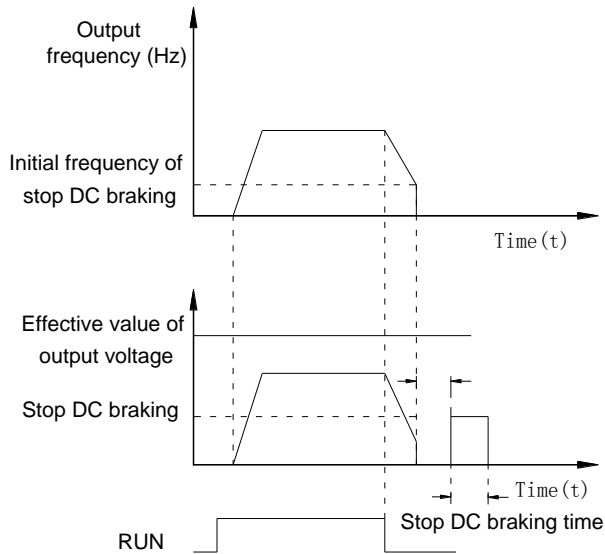 Output
frequency (Hz)
Initial frequency of
stop DC braking
Time(t)
Effective value of
output voltage
Stop DC braking
Time(t)
Stop DC braking time
RUN